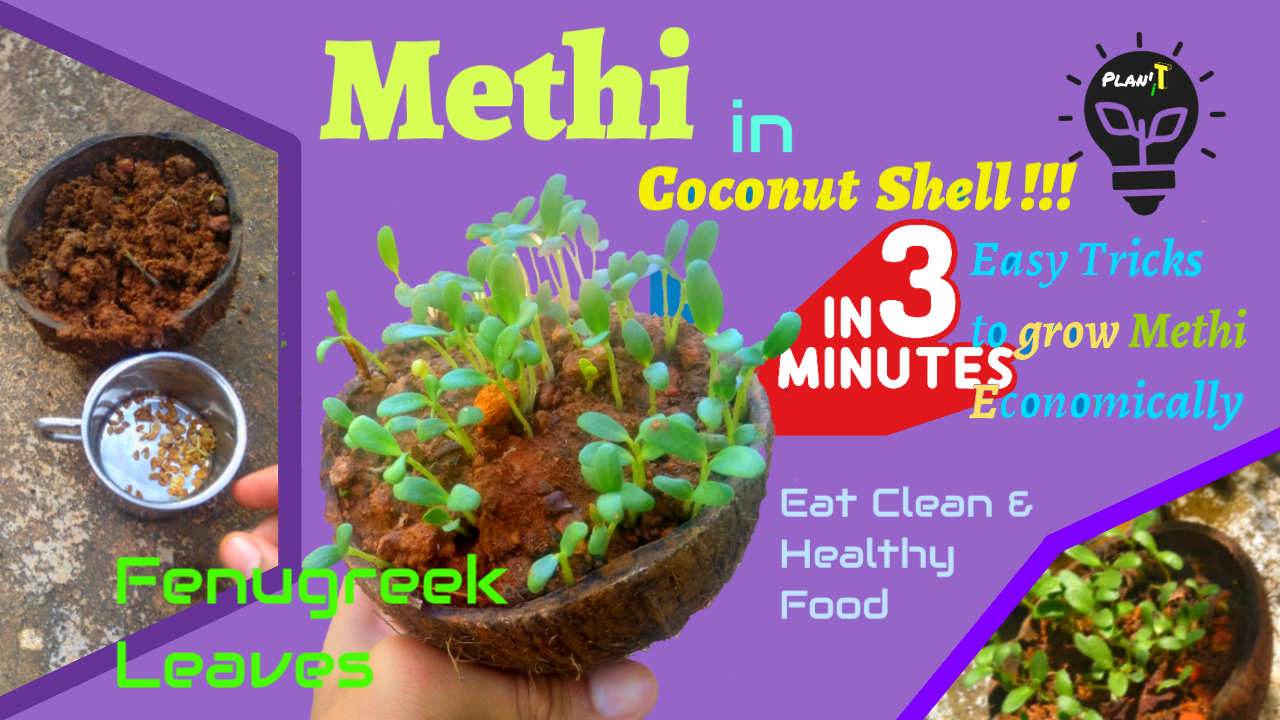 Methi
in
Coconut Shell !!!
PLAN'iT
IN 3
MINUTES
Easy Tricks
to grow Methi
Economically
Eat Clean &
Healthy
Food
Fenugreek
Leaves